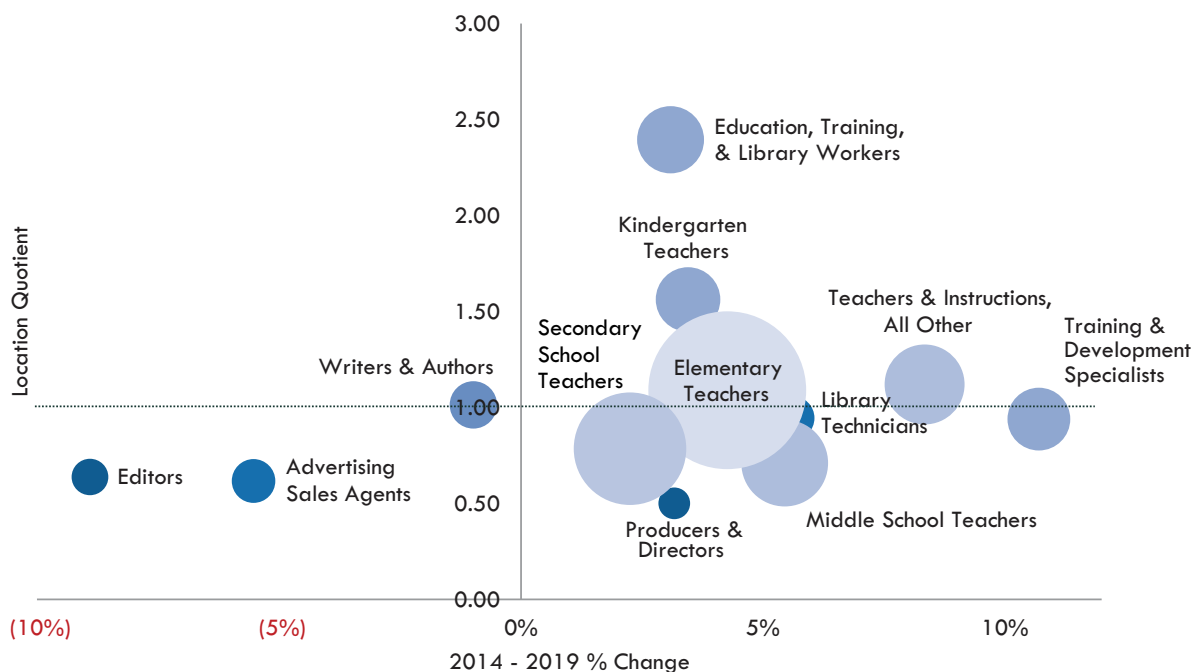 3.00
2.50
Education, Training,
& Library Workers
2.00
Kindergarten
Teachers
Location Quotient
1.50
Teachers & Instructions,
All Other
Training &
Development
Specialists
Secondary
School
Teachers
Writers & Authors
Elementary
Teachers
1.00
Library
Technicians
Editors
Advertising
Sales Agents
0.50
Producers &
Directors
Middle School Teachers
0.00
(10%)
(5%)
0%
5%
10%
2014 - 2019 % Change